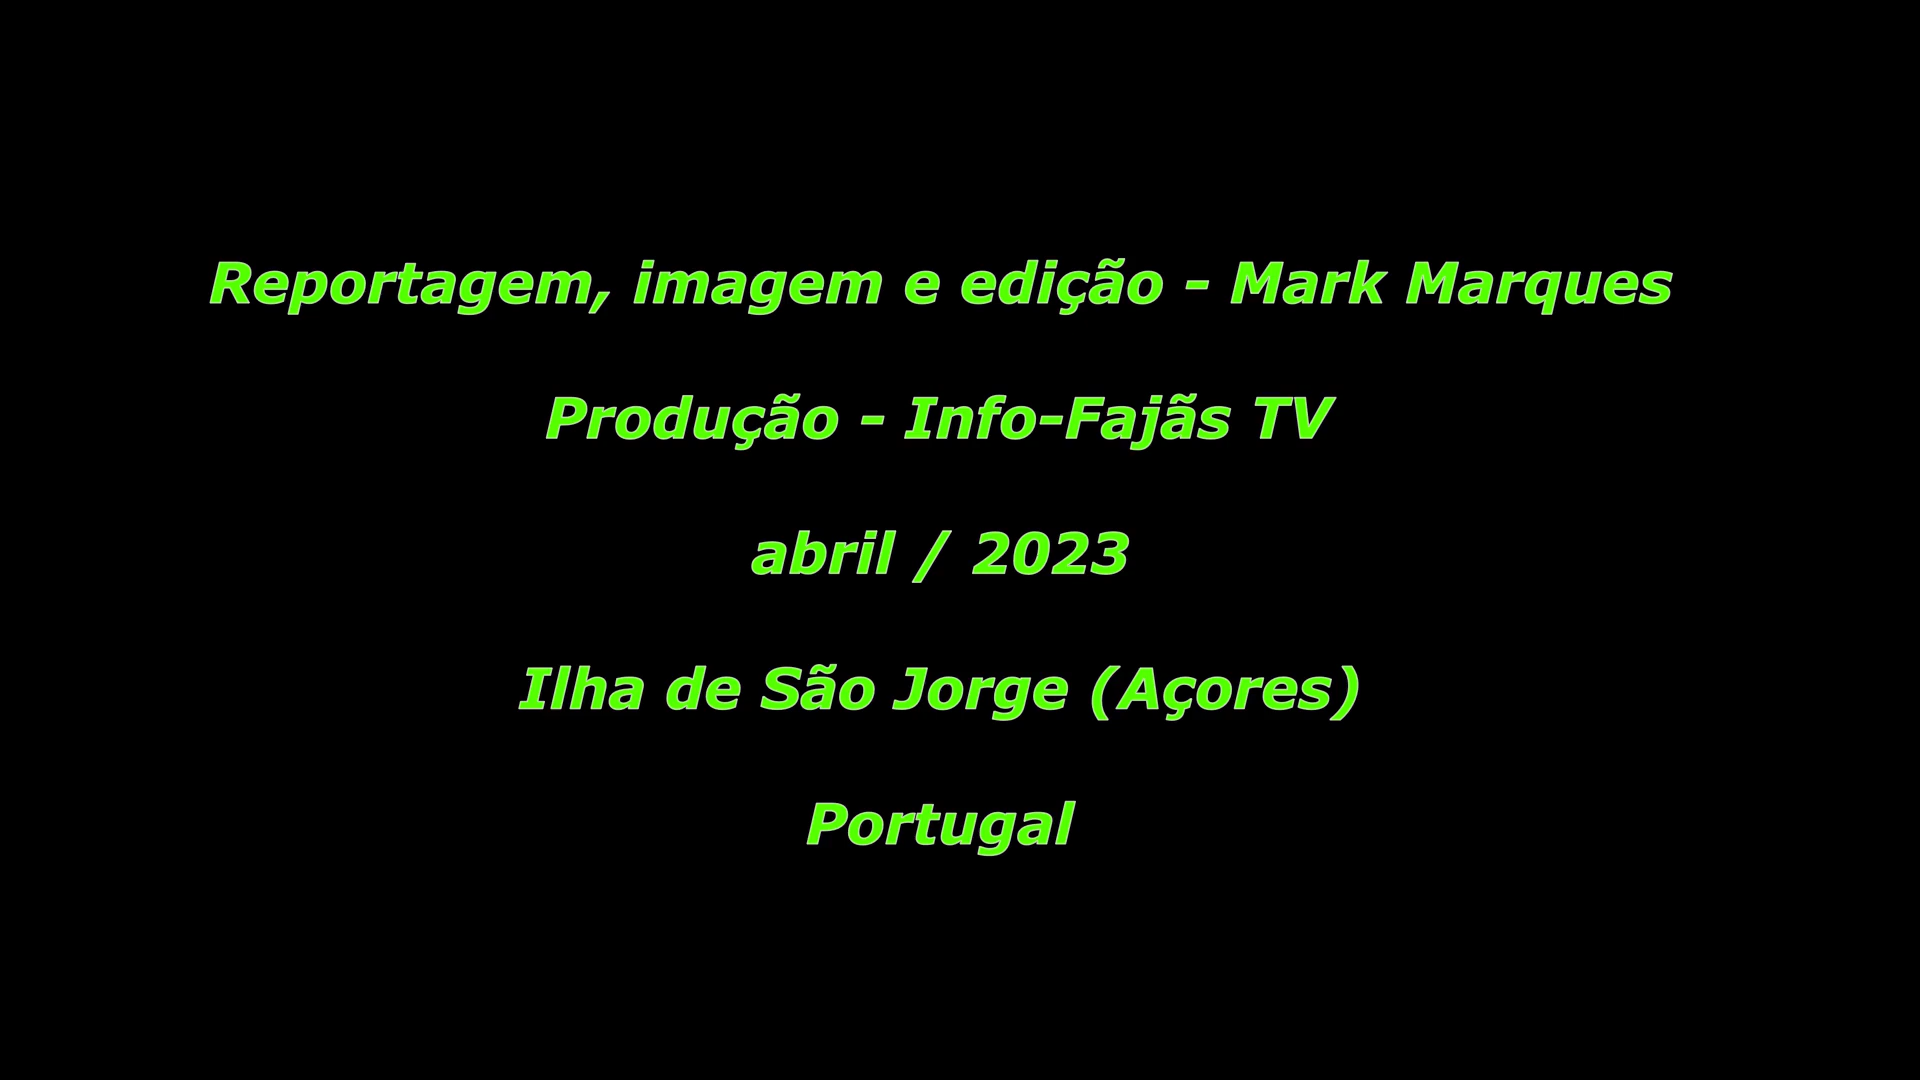 Reportagem, imagem e edição - Mark Marques
Produção - Info-Fajãs TV
abril / 2023
Ilha de São Jorge (Açores)
Portugal